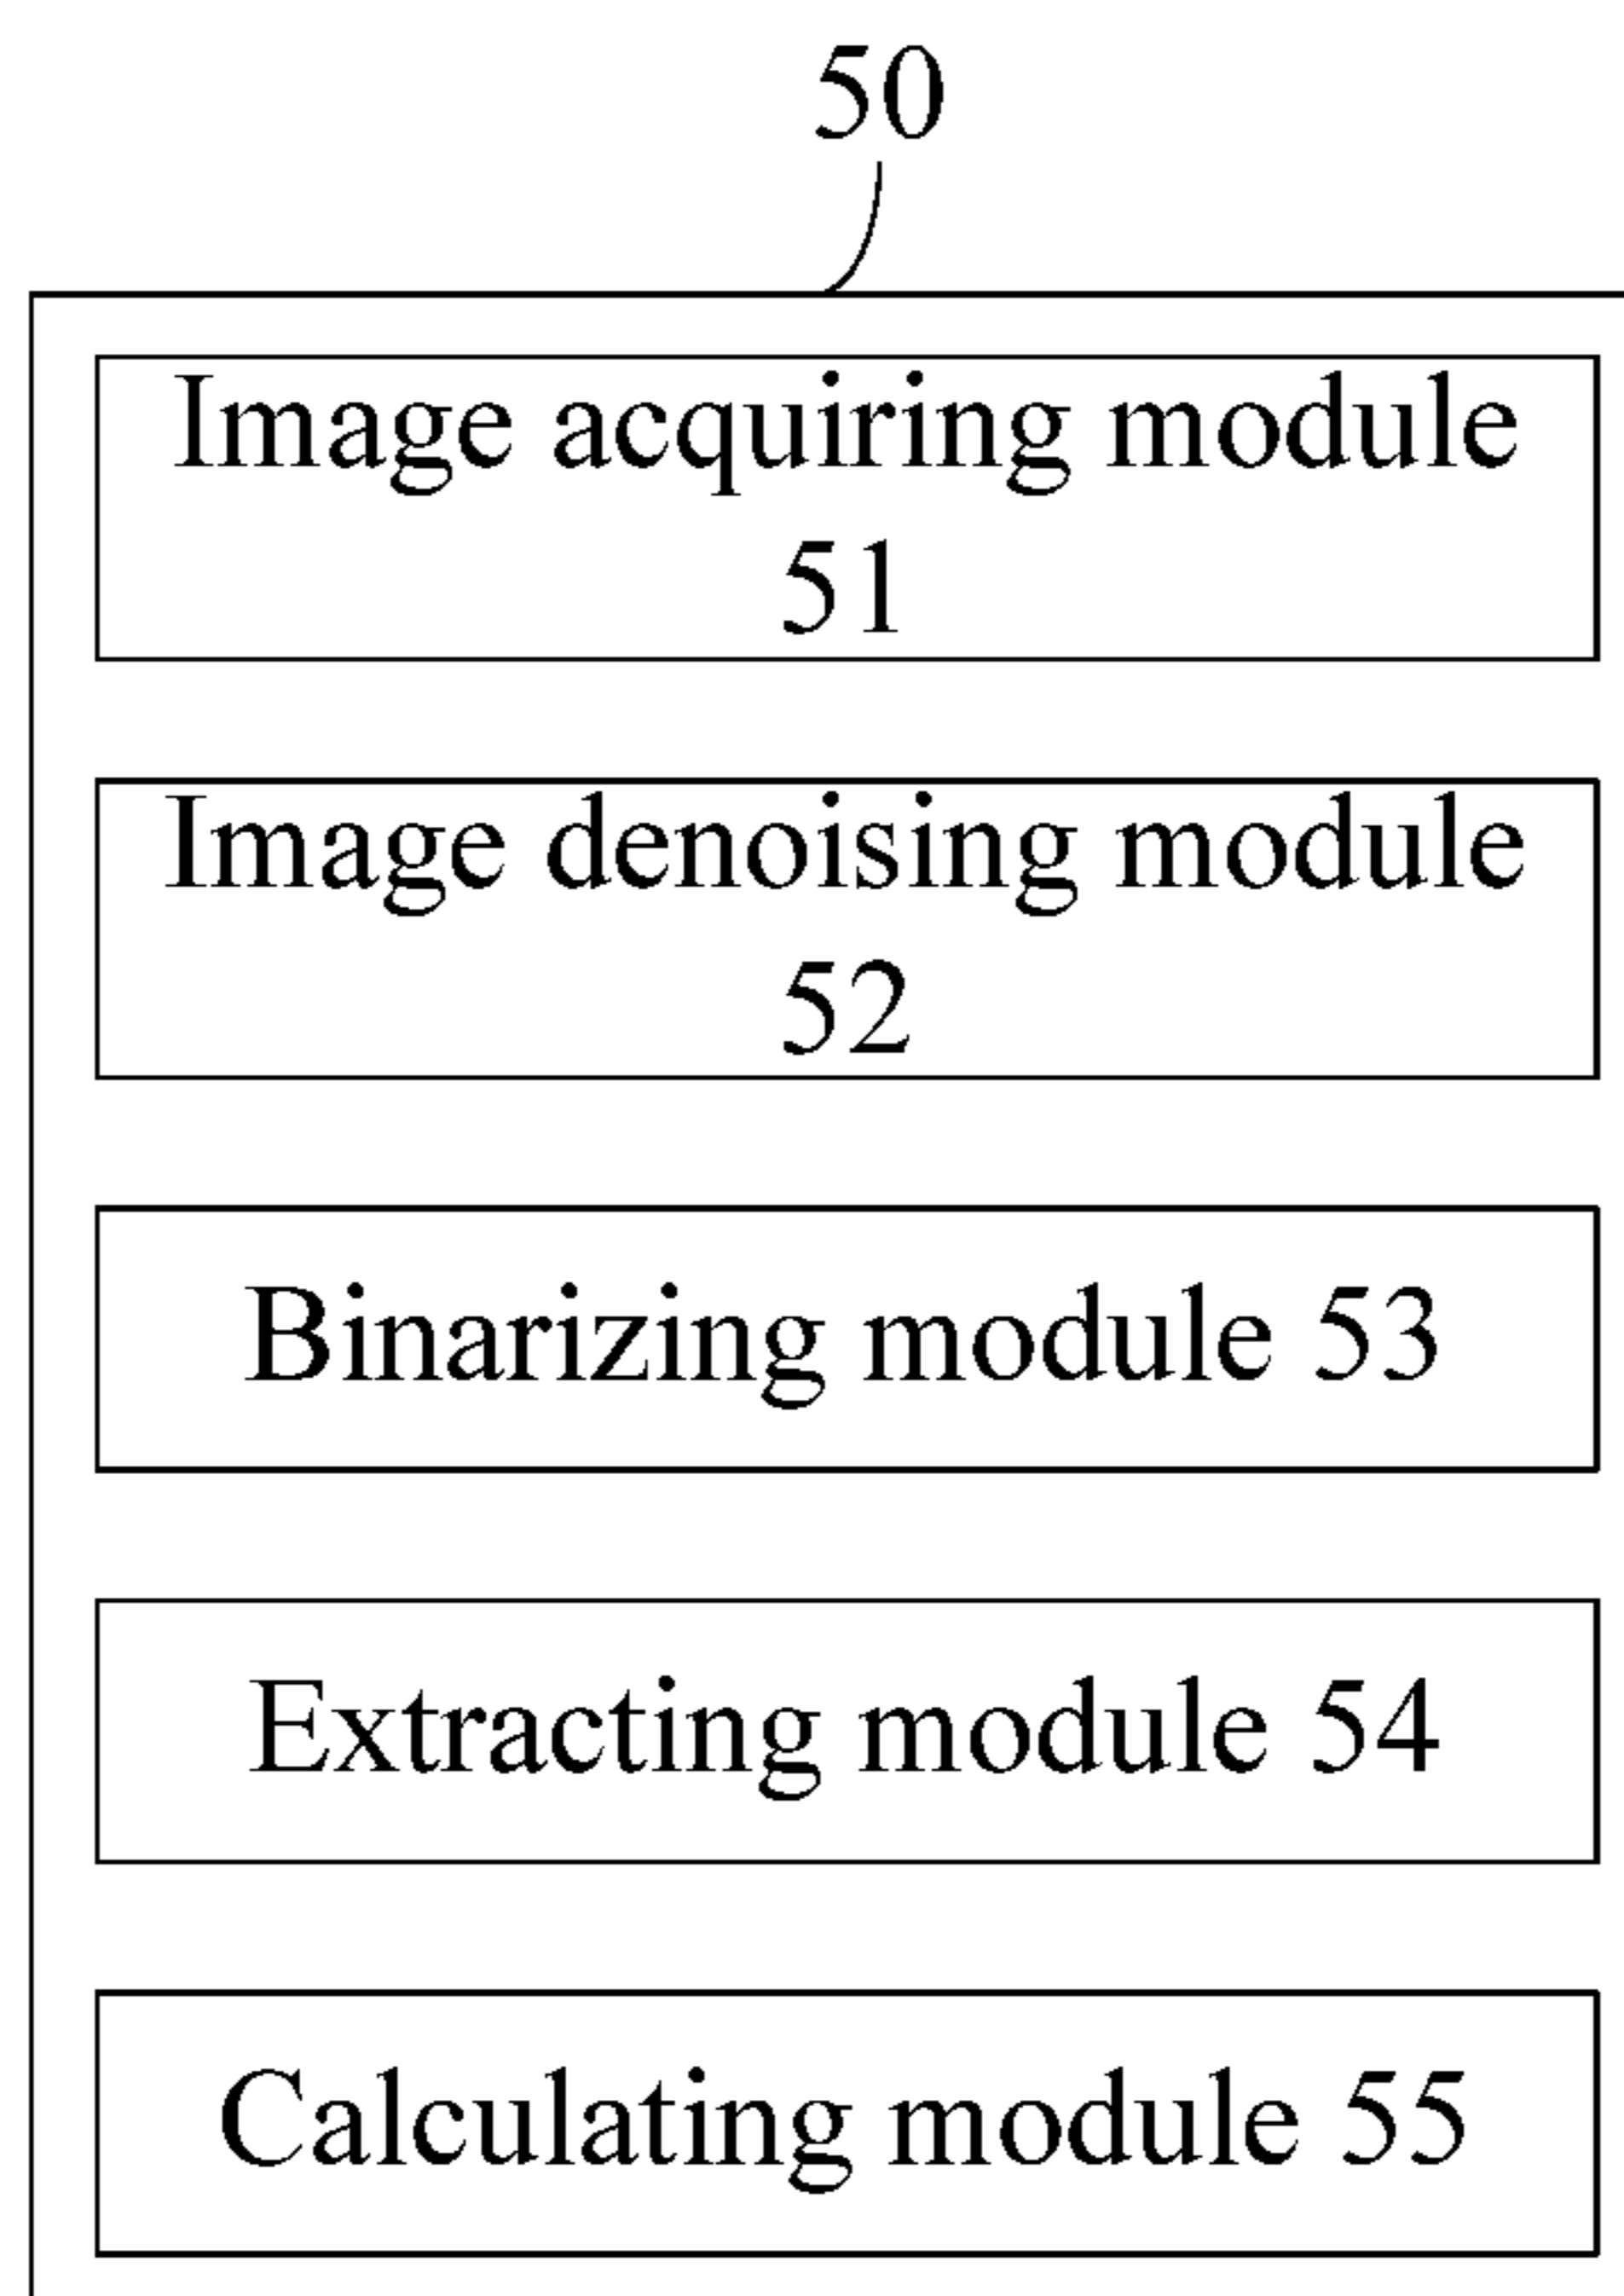 50
Image acquiring module
51
Image denoising module
52
Binarizing module 53
Extracting module 54
Calculating module 55